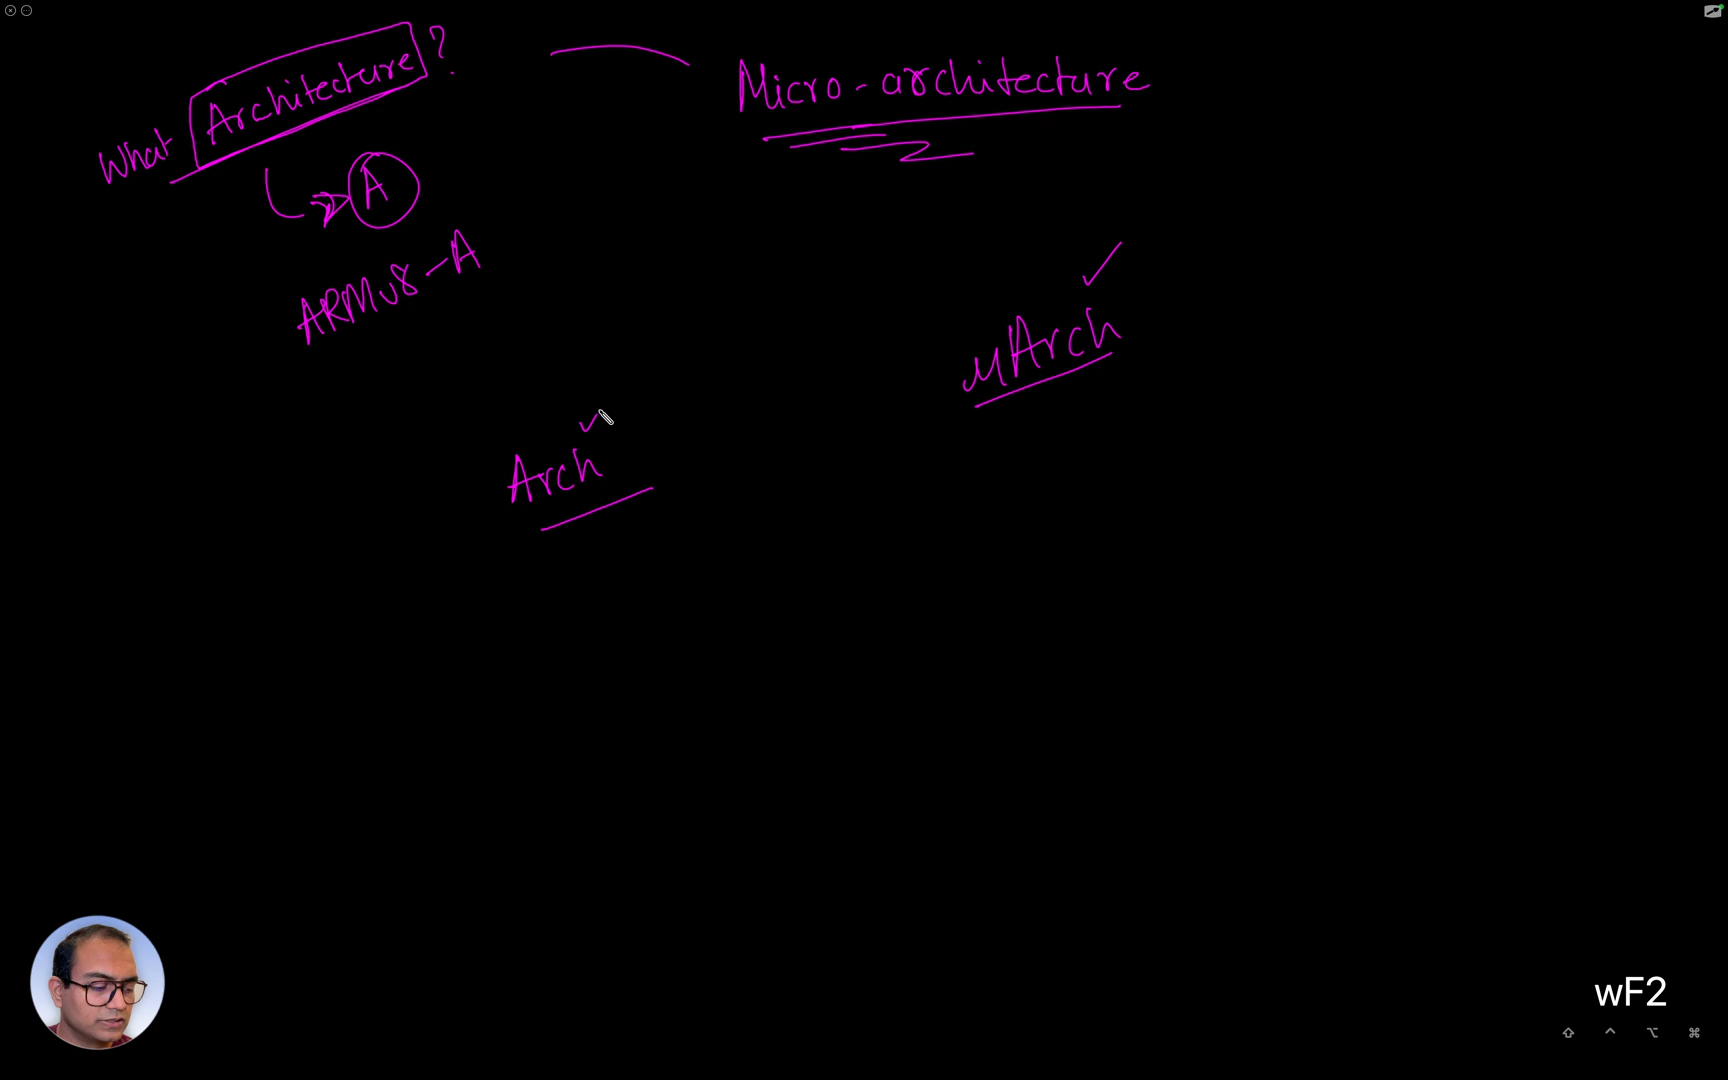 What Architecture ?
Micro-architecture
A
ARMv8-A
μArch
Arch
wF2